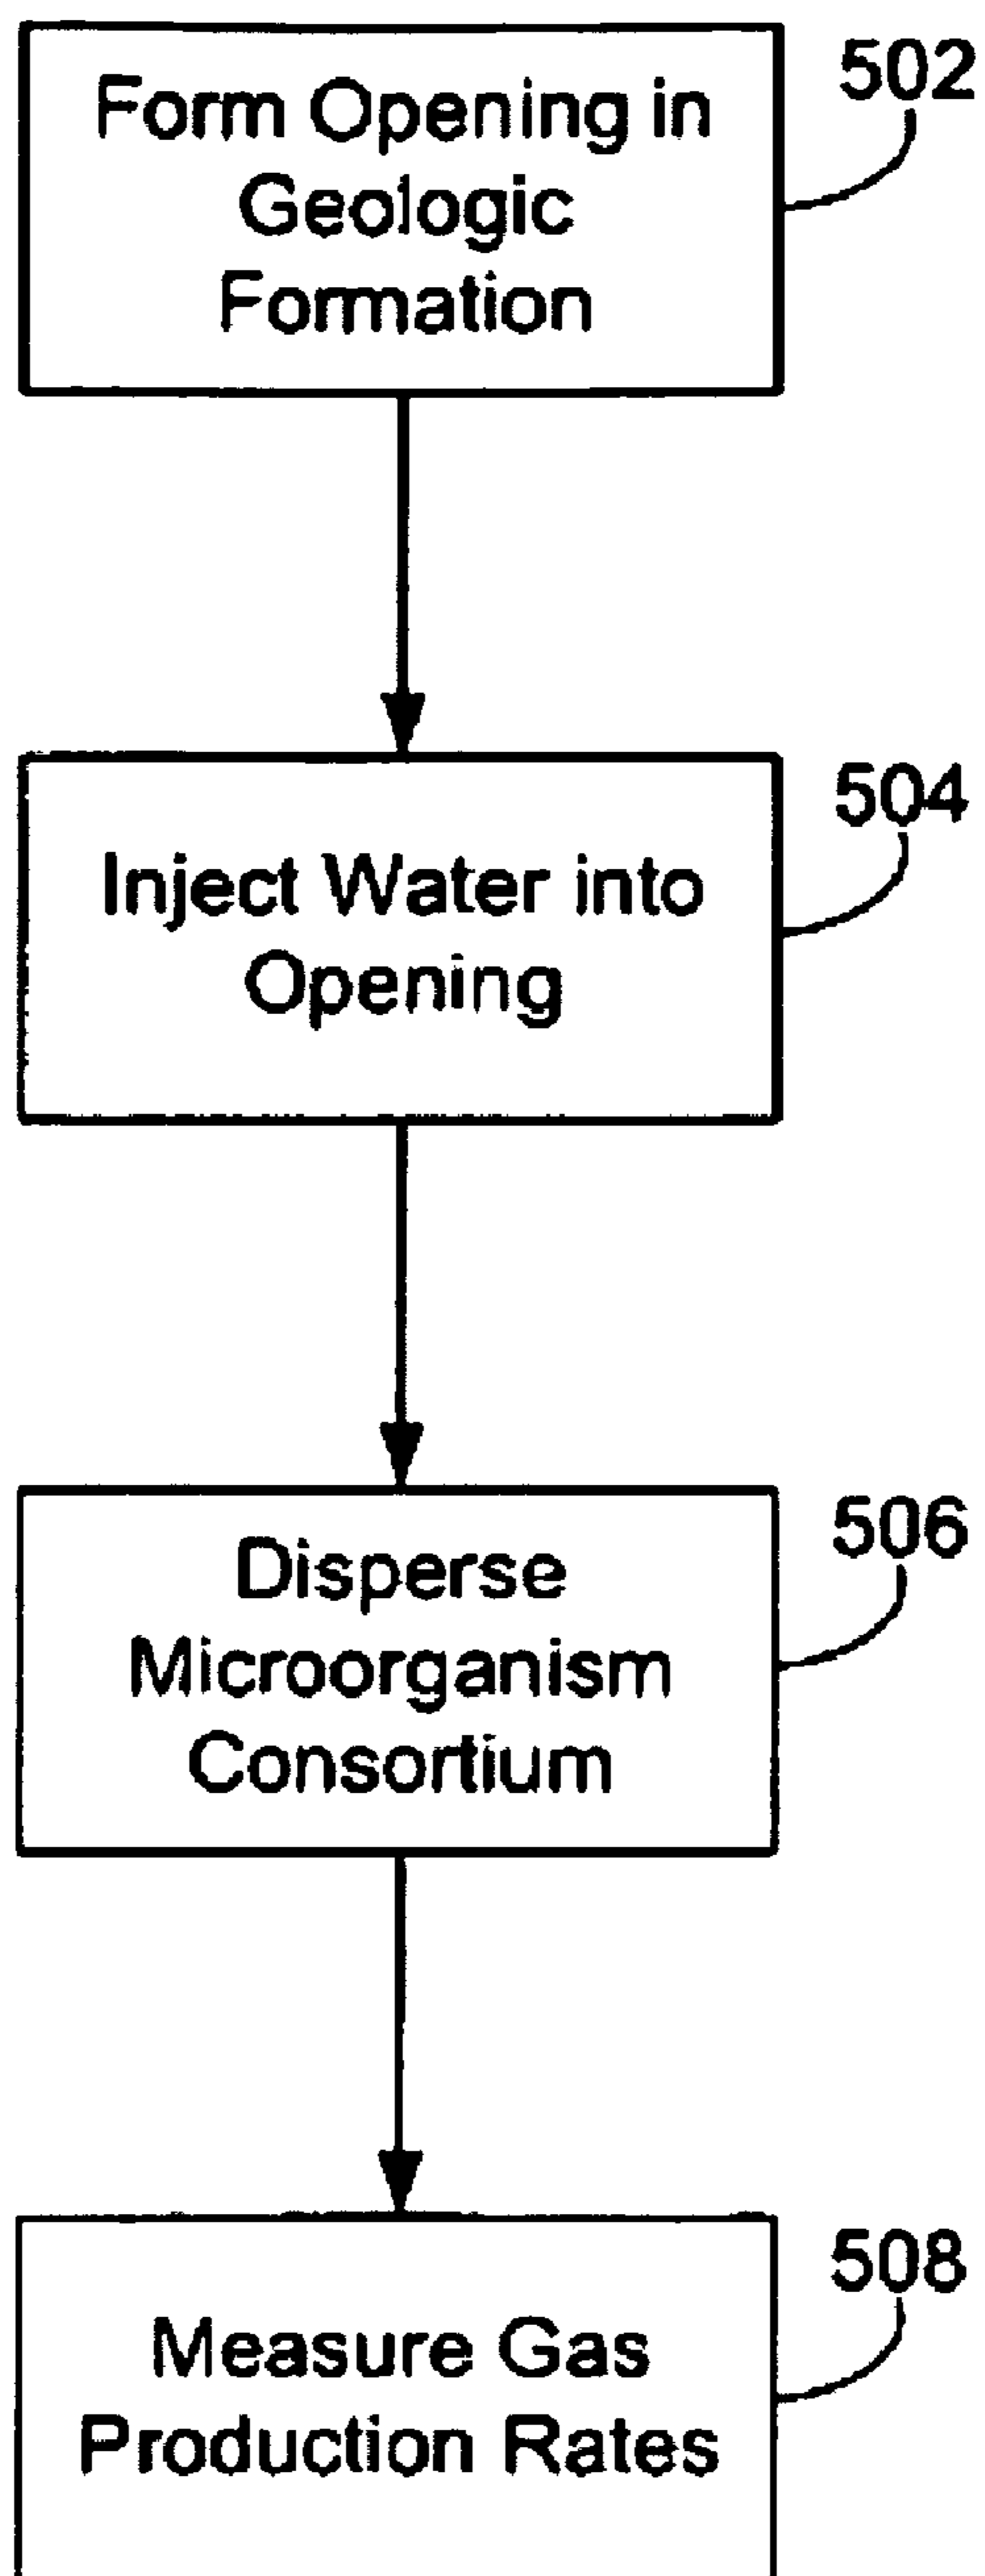 Form Opening in
Geologic
Formation
502
Inject Water into
Opening
504
Disperse
Microorganism
Consortium
506
Measure Gas
Production Rates
508